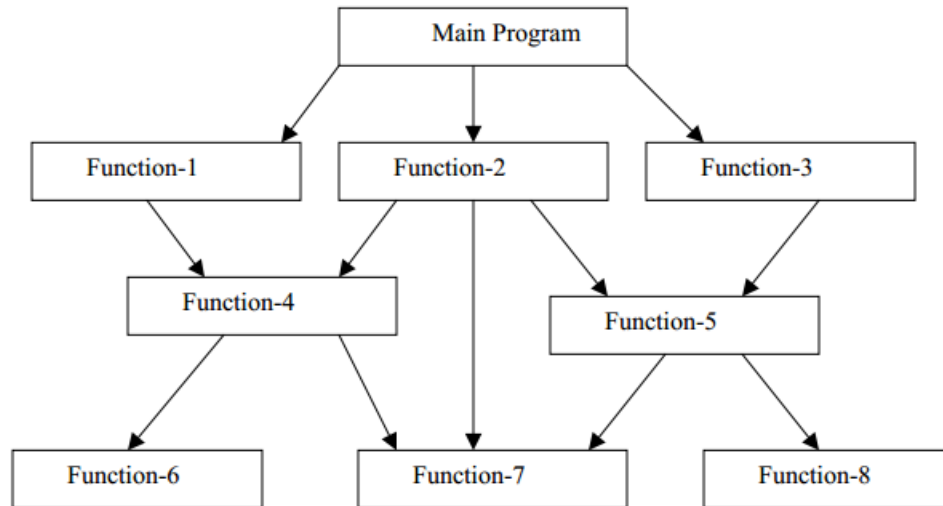 Main Program
Function-1
Function-2
Function-3
Function-4
Function-5
Function-6
Function-7
Function-8